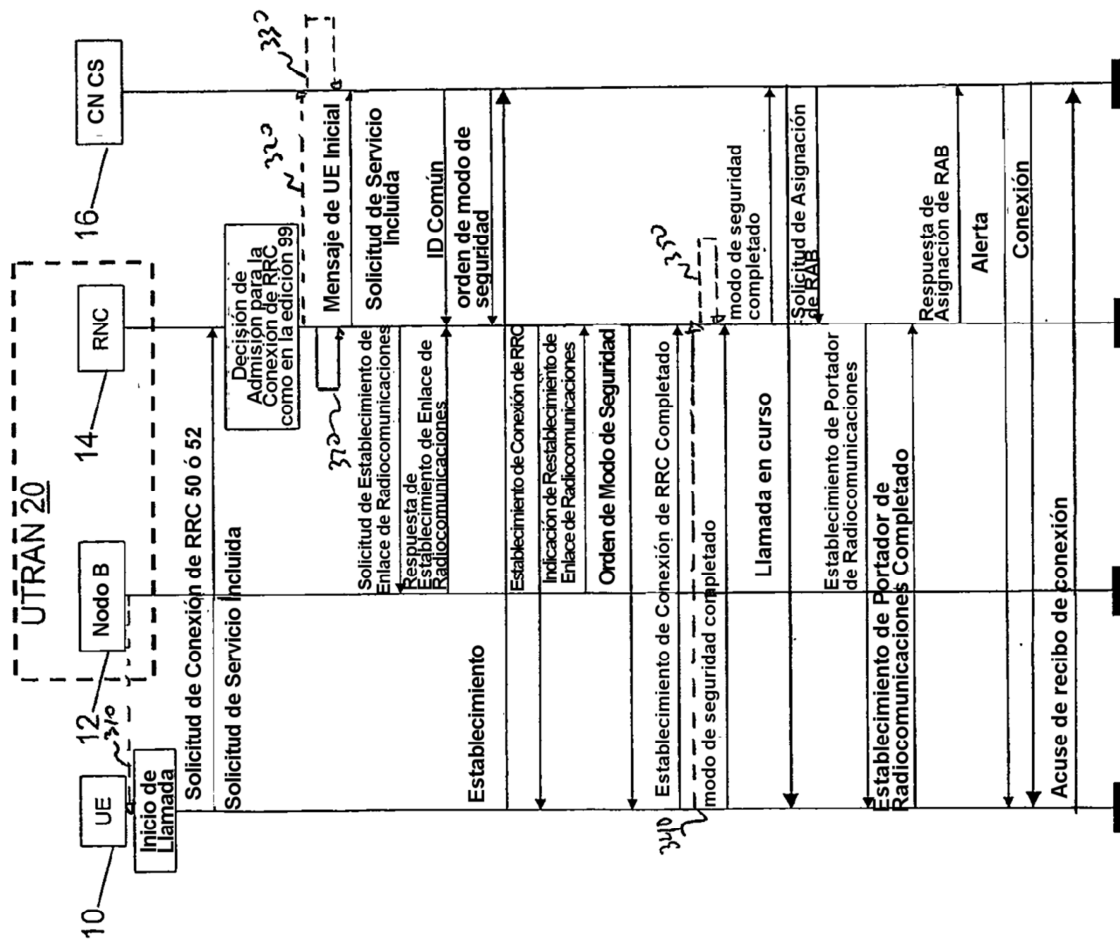 UTRAN 20
10
UE
12
Nodo B
14
RNC
16
CN CS
310
Inicio de
Llamada
Solicitud de Conexión de RRC 50 ó 52
Solicitud de Servicio Incluida
Decisión de
Admisión para la
Conexión de RRC
como en la edición 99
320
330
Mensaje de UE Inicial
Solicitud de Servicio
Incluida
370
Solicitud de Establecimiento de
Enlace de Radiocomunicaciones
Respuesta de
Establecimiento de Enlace de
Radiocomunicaciones
ID Común
orden de modo de
seguridad
Establecimiento
Establecimiento de Conexión de RRC
Indicación de Restablecimiento de
Enlace de Radiocomunicaciones
Orden de Modo de Seguridad
Establecimiento de Conexión de RRC Completado
340
350
modo de seguridad completado
modo de seguridad
completado
Llamada en curso
Solicitud de Asignación
de RAB
Establecimiento de Portador
de Radiocomunicaciones
Establecimiento de Portador de
Radiocomunicaciones Completado
Respuesta de
Asignación de RAB
Alerta
Conexión
Acuse de recibo de conexión